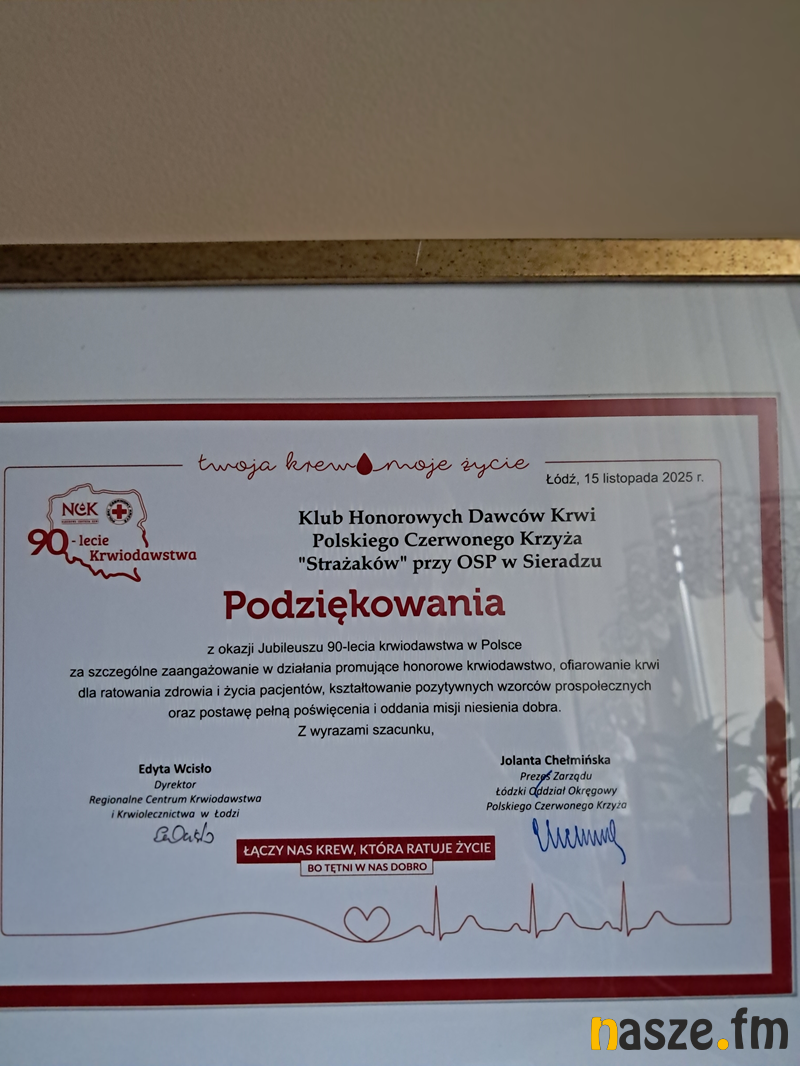 twoja krew moje życie
Łódź, 15 listopada 2025 r.
NCK
90-lecie
Krwiodawstwa
Klub Honorowych Dawców Krwi
Polskiego Czerwonego Krzyża
"Strażaków" przy OSP w Sieradzu
Podziękowania
z okazji Jubileuszu 90-lecia krwiodawstwa w Polsce
za szczególne zaangażowanie w działania promujące honorowe krwiodawstwo, ofiarowanie krwi
dla ratowania zdrowia i życia pacjentów, kształtowanie pozytywnych wzorców prospołecznych
oraz postawę pełną poświęcenia i oddania misji niesienia dobra.
Z wyrazami szacunku,
Edyta Wcisło
Dyrektor
Regionalne Centrum Krwiodawstwa
i Krwiolecznictwa w Łodzi
Jolanta Chełmińska
Prezes Zarządu
Łódzki Oddział Okręgowy
Polskiego Czerwonego Krzyża
ŁĄCZY NAS KREW, KTÓRA RATUJE ŻYCIE
BO TĘTNI W NAS DOBRO
nasze.fm